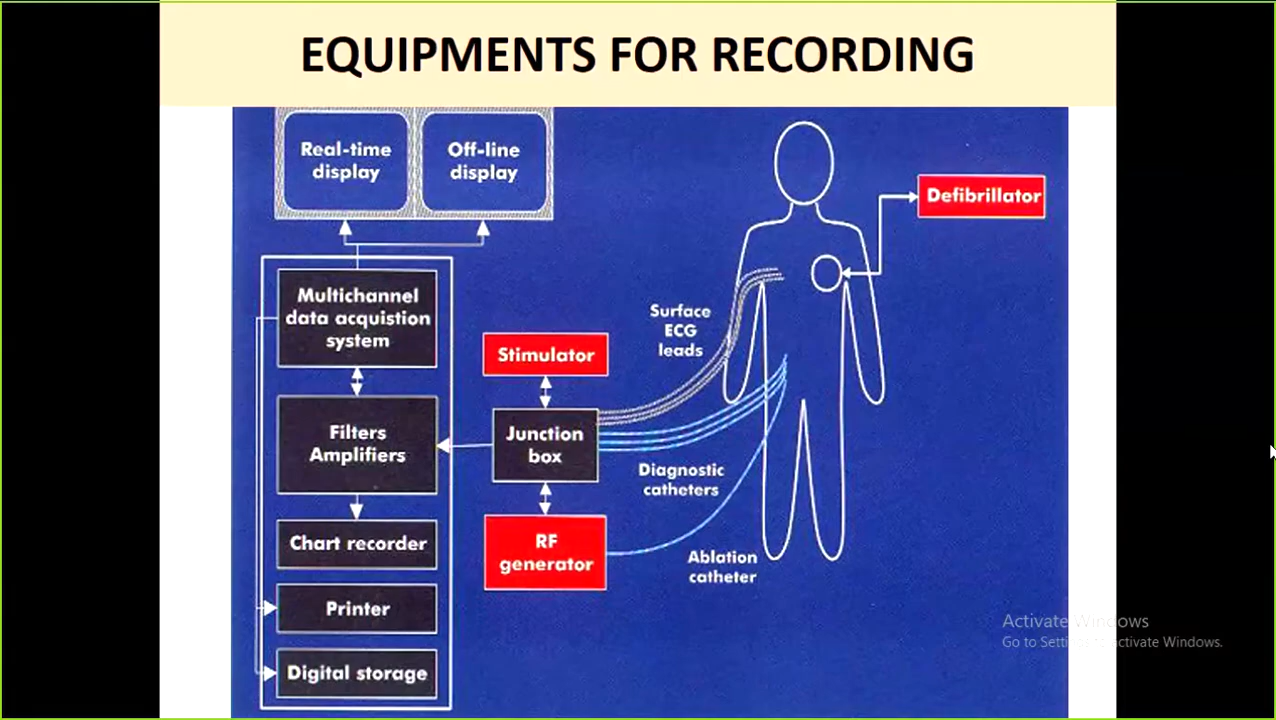 EQUIPMENTS FOR RECORDING
Real-time
display
Off-line
display
Defibrillator
Multichannel
data acquistion
system
Surface
ECG
leads
Stimulator
Filters
Amplifiers
Junction
box
Diagnostic
catheters
Chart recorder
RF
generator
Ablation
catheter
Printer
Digital storage
Activate Windows
Go to Settings to activate Windows.